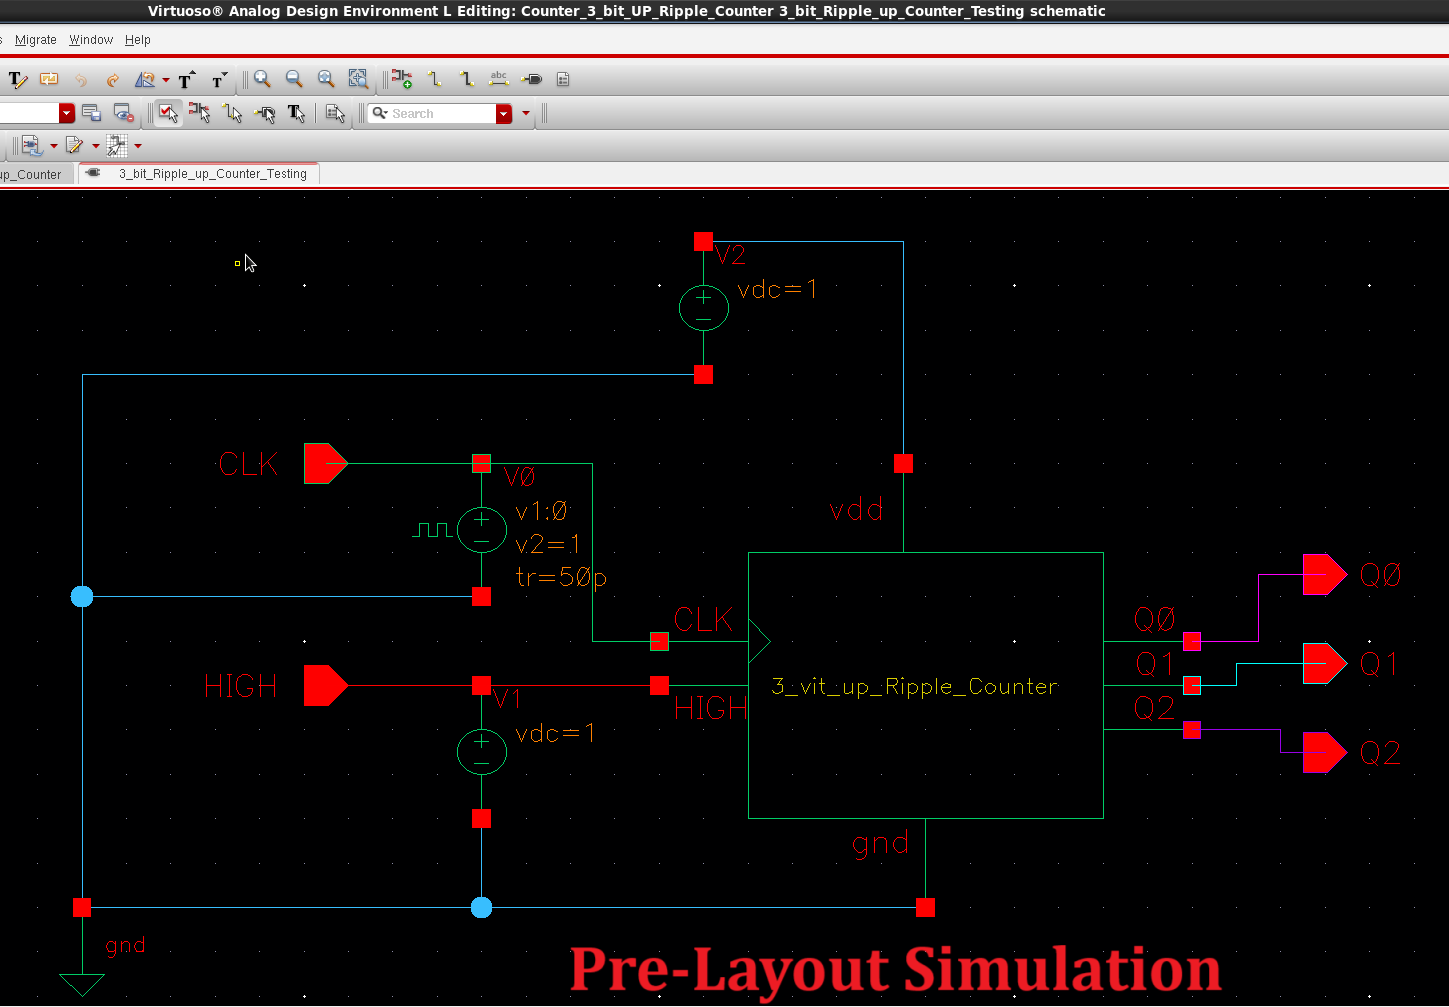 Virtuoso® Analog Design Environment L Editing: Counter_3_bit_UP_Ripple_Counter 3_bit_Ripple_up_Counter_Testing schematic
s Migrate Window Help
abc
Search
up_Counter 3_bit_Ripple_up_Counter_Testing
V2
vdc=1
CLK
V0
v1:0
v2=1
tr=50p
vdd
Q0
CLK
Q0
Q1
Q1
HIGH
V1
HIGH
3_vit_up_Ripple_Counter
Q2
vdc=1
Q2
gnd
gnd
Pre-Layout Simulation